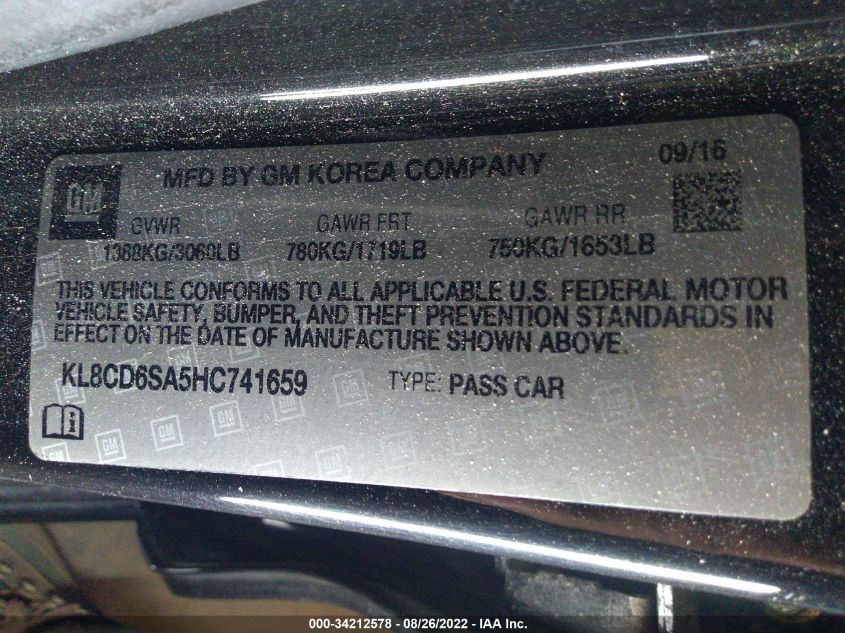 MFD BY GM KOREA COMPANY 09/16
GM
GVWR GAWR FRT GAWR RR
1388KG/3060LB 780KG/1719LB 750KG/1653LB
THIS VEHICLE CONFORMS TO ALL APPLICABLE U.S. FEDERAL MOTOR
VEHICLE SAFETY, BUMPER, AND THEFT PREVENTION STANDARDS IN
EFFECT ON THE DATE OF MANUFACTURE SHOWN ABOVE.
KL8CD6SA5HC741659 TYPE: PASS CAR
000-34212578 - 08/26/2022 - IAA Inc.